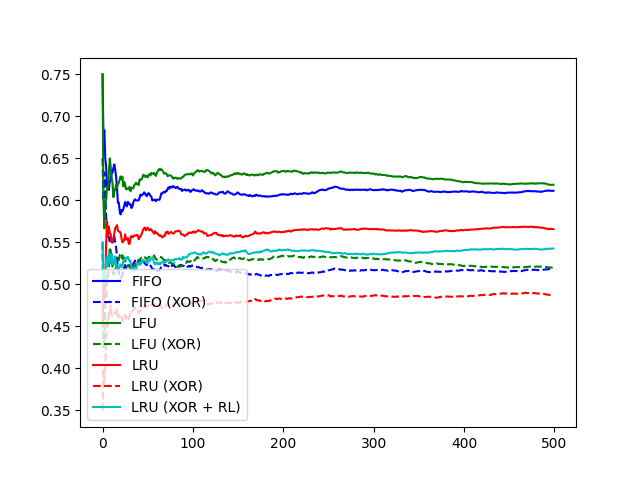 0.75
0.70
0.65
0.60
0.55
0.50
0.45
0.40
0.35
FIFO
FIFO (XOR)
LFU
LFU (XOR)
LRU
LRU (XOR)
LRU (XOR + RL)
0 100 200 300 400 500